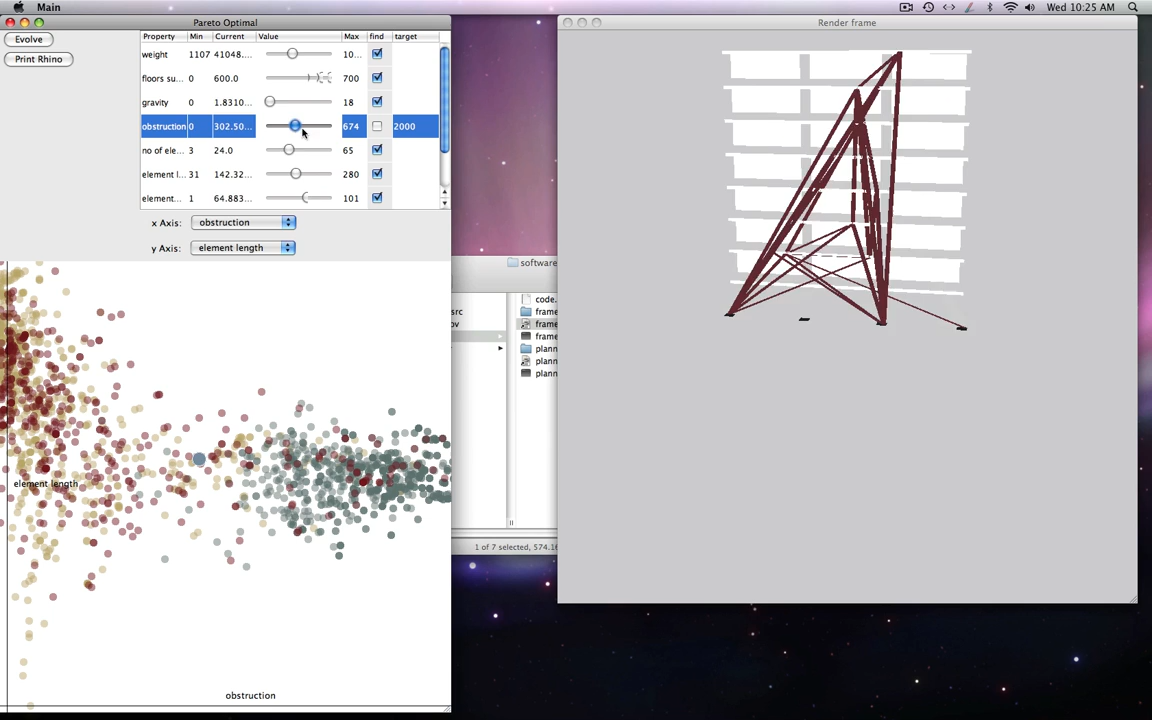 Main
Wed 10:25 AM
Pareto Optimal
Render frame
Evolve
Print Rhino
Property Min Current Value Max find target
weight 1107 41048... 10...
floors su... 0 600.0 700
gravity 0 1.8310... 18
obstruction 0 302.50... 674 2000
no of ele... 3 24.0 65
element l... 31 142.32... 280
element... 1 64.883... 101
x Axis: obstruction
y Axis: element length
software
src
ov
code.
frame
frame
frame
plann
plann
plann
element length
1 of 7 selected, 574.16
obstruction